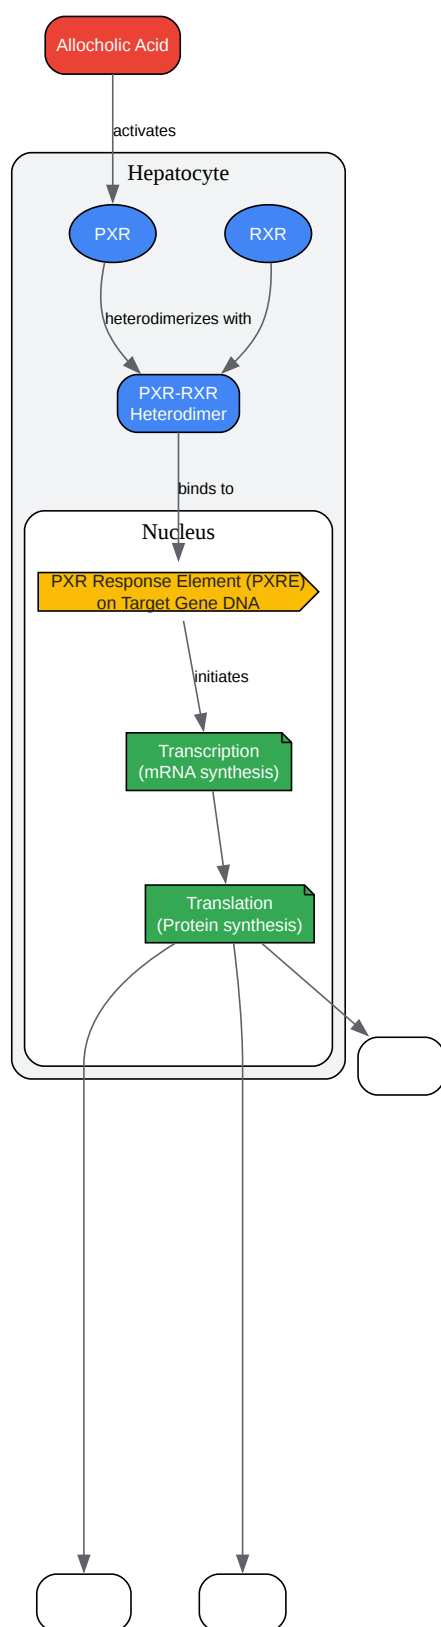 Allocholic Acid
activates
Hepatocyte
PXR
RXR
heterodimerizes with
PXR-RXR
Heterodimer
binds to
Nucleus
PXR Response Element (PXRE)
on Target Gene DNA
initiates
Transcription
(mRNA synthesis)
Translation
(Protein synthesis)